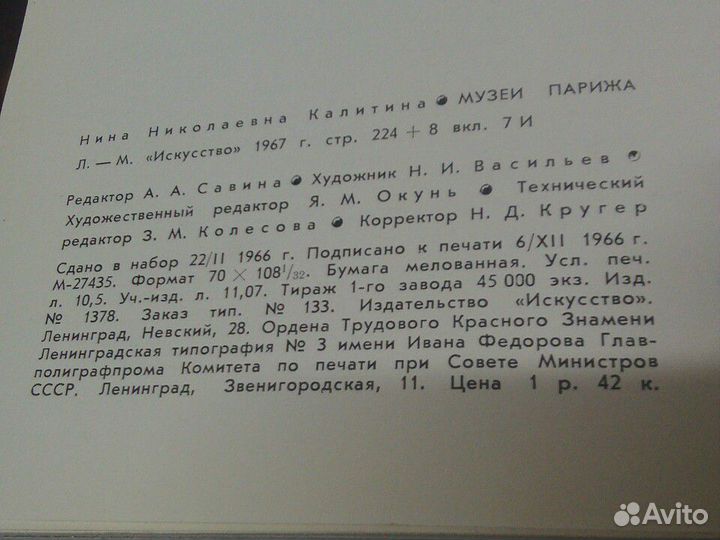 Нина Николаевна Калитина ● МУЗЕИ ПАРИЖА
Л. — М. «Искусство» 1967 г. стр. 224 + 8 вкл. 7 И
Редактор А. А. Савина ● Художник Н. И. Васильев ●
Художественный редактор Я. М. Окунь ● Технический
редактор З. М. Колесова ● Корректор Н. Д. Кругер
Сдано в набор 22/II 1966 г. Подписано к печати 6/XII 1966 г.
М-27435. Формат 70 × 108¹/₃₂. Бумага мелованная. Усл. печ.
л. 10,5. Уч.-изд. л. 11,07. Тираж 1-го завода 45 000 экз. Изд.
№ 1378. Заказ тип. № 133. Издательство «Искусство».
Ленинград, Невский, 28. Ордена Трудового Красного Знамени
Ленинградская типография № 3 имени Ивана Федорова Глав-
полиграфпрома Комитета по печати при Совете Министров
СССР. Ленинград, Звенигородская, 11. Цена 1 р. 42 к.
Avito